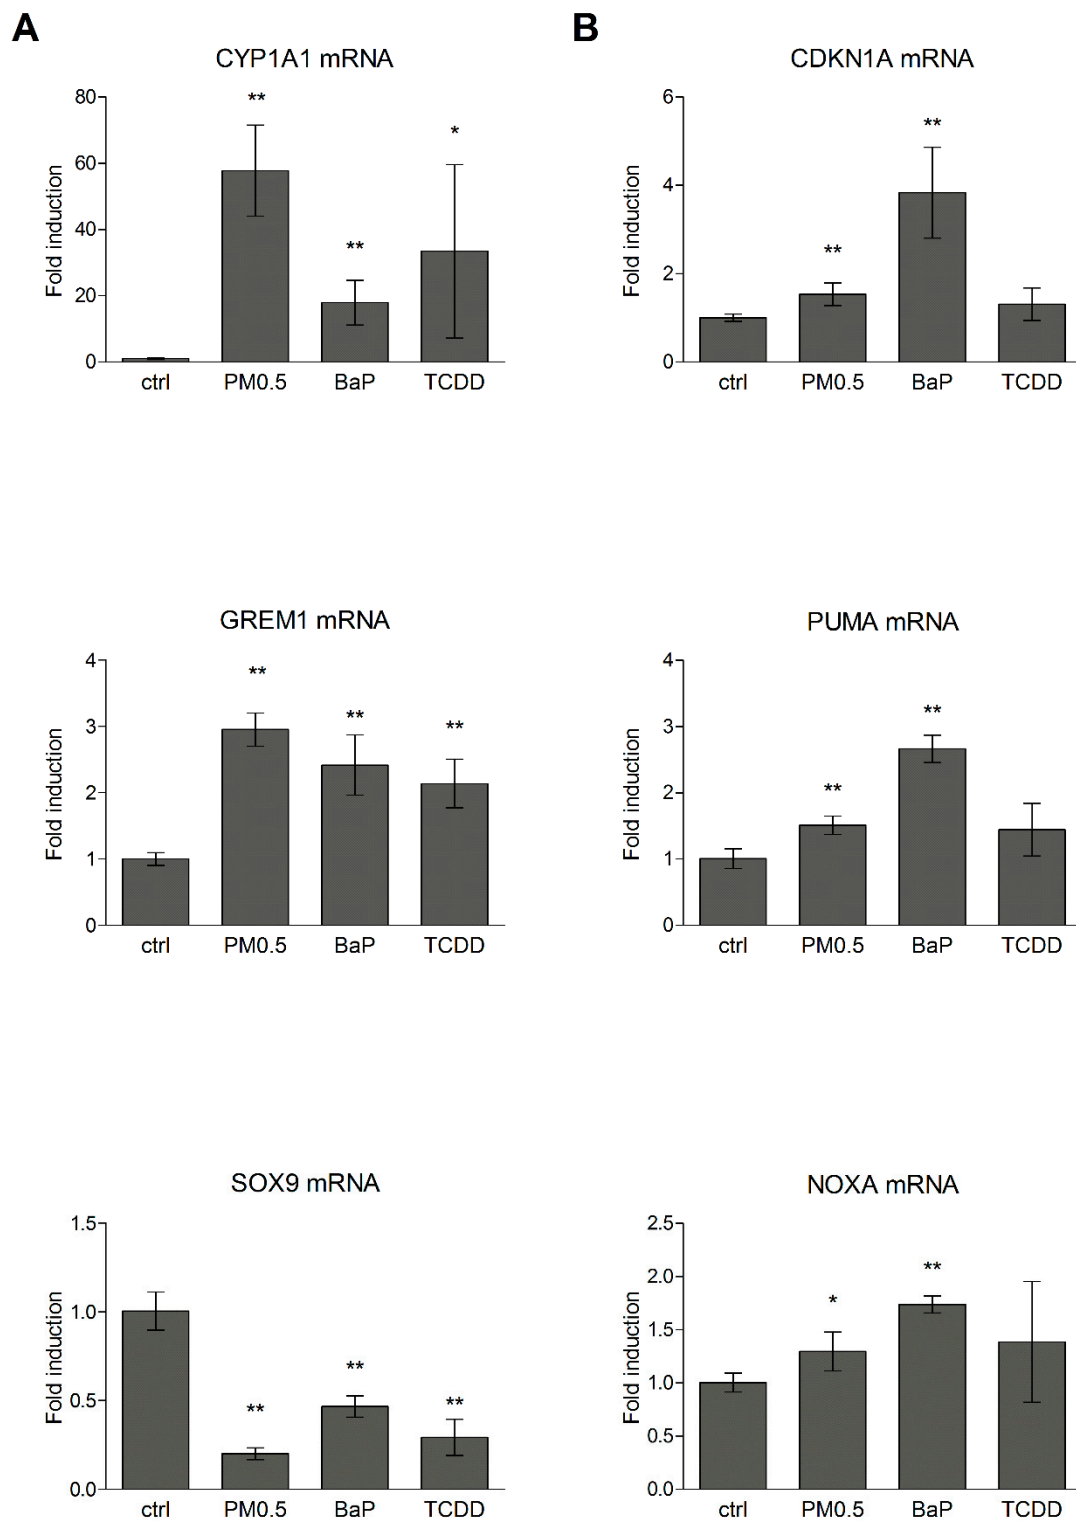 A
CYP1A1 mRNA
Fold induction
80
60
40
20
0
**
**
*
ctrl PM0.5 BaP TCDD
GREM1 mRNA
Fold induction
4
3
2
1
0
**
**
**
ctrl PM0.5 BaP TCDD
SOX9 mRNA
Fold induction
1.5
1.0
0.5
0.0
**
**
**
ctrl PM0.5 BaP TCDD
B
CDKN1A mRNA
Fold induction
6
4
2
0
**
**
ctrl PM0.5 BaP TCDD
PUMA mRNA
Fold induction
4
3
2
1
0
**
**
ctrl PM0.5 BaP TCDD
NOXA mRNA
Fold induction
2.5
2.0
1.5
1.0
0.5
0.0
*
**
ctrl PM0.5 BaP TCDD